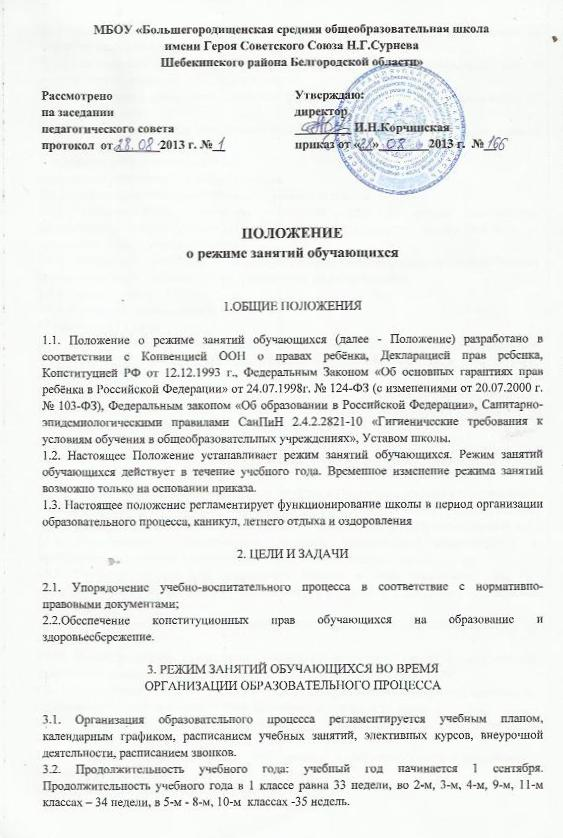 МБОУ «Большегородищенская средняя общеобразовательная школа
имени Героя Советского Союза Н.Г.Сурнева
Шебекинского района Белгородской области»
Рассмотрено
на заседании
педагогического совета
протокол от 28.08 2013 г. № 1
Утверждаю:
директор
И.Н.Корчинская
приказ от «28» 08 2013 г. № 166
ПОЛОЖЕНИЕ
о режиме занятий обучающихся
1.ОБЩИЕ ПОЛОЖЕНИЯ
1.1. Положение о режиме занятий обучающихся (далее - Положение) разработано в
соответствии с Конвенцией ООН о правах ребёнка, Декларацией прав ребенка,
Конституцией РФ от 12.12.1993 г., Федеральным Законом «Об основных гарантиях прав
ребёнка в Российской Федерации» от 24.07.1998г. № 124-ФЗ (с изменениями от 20.07.2000 г.
№ 103-ФЗ), Федеральным законом «Об образовании в Российской Федерации», Санитарно-
эпидемиологическими правилами СанПиН 2.4.2.2821-10 «Гигиенические требования к
условиям обучения в общеобразовательных учреждениях», Уставом школы.
1.2. Настоящее Положение устанавливает режим занятий обучающихся. Режим занятий
обучающихся действует в течение учебного года. Временное изменение режима занятий
возможно только на основании приказа.
1.3. Настоящее положение регламентирует функционирование школы в период организации
образовательного процесса, каникул, летнего отдыха и оздоровления
2. ЦЕЛИ И ЗАДАЧИ
2.1. Упорядочение учебно-воспитательного процесса в соответствие с нормативно-
правовыми документами;
2.2.Обеспечение конституционных прав обучающихся на образование и
здоровьесбережение.
3. РЕЖИМ ЗАНЯТИЙ ОБУЧАЮЩИХСЯ ВО ВРЕМЯ
ОРГАНИЗАЦИИ ОБРАЗОВАТЕЛЬНОГО ПРОЦЕССА
3.1. Организация образовательного процесса регламентируется учебным планом,
календарным графиком, расписанием учебных занятий, элективных курсов, внеурочной
деятельности, расписанием звонков.
3.2. Продолжительность учебного года: учебный год начинается 1 сентября.
Продолжительность учебного года в 1 классе равна 33 недели, во 2-м, 3-м, 4-м, 9-м, 11-м
классах – 34 недели, в 5-м - 8-м, 10-м классах -35 недель.